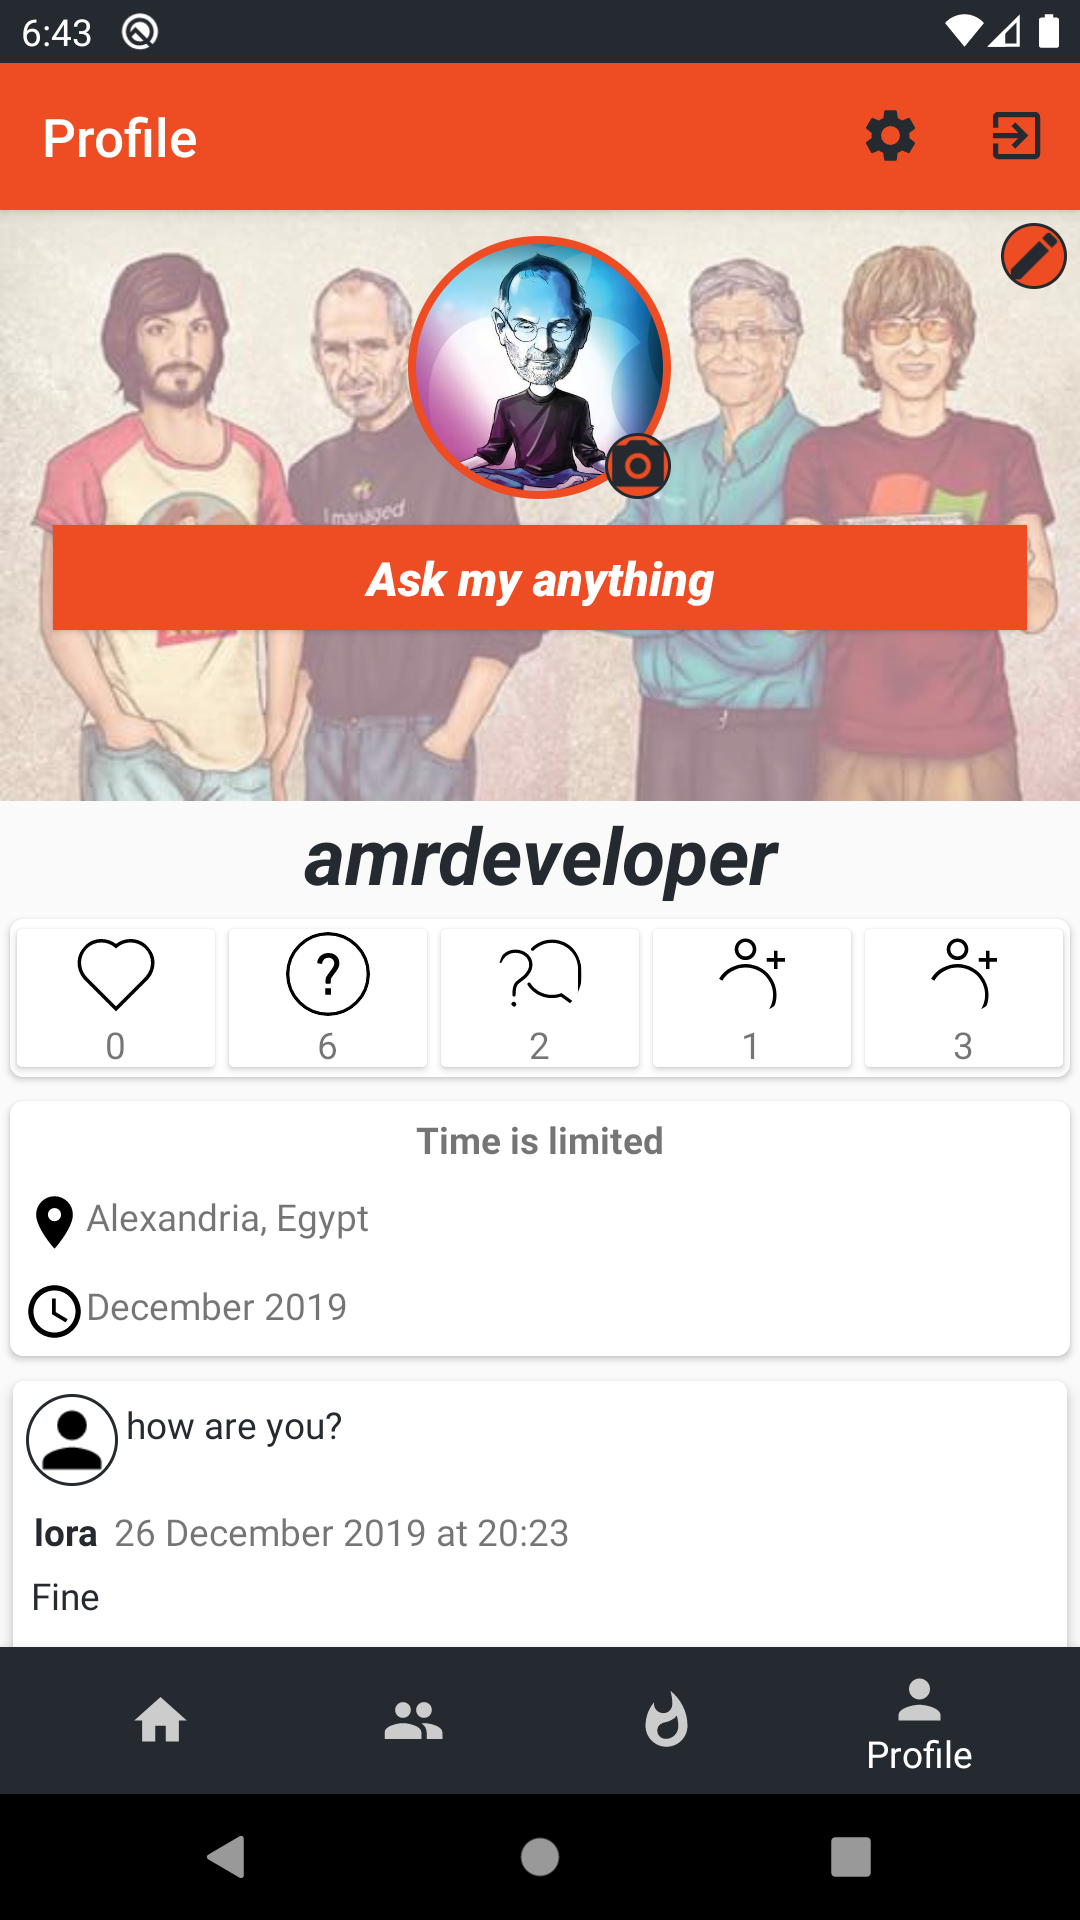 6:43
Profile
I managed
Ask my anything
amrdeveloper
0 6 2 1 3
Time is limited
Alexandria, Egypt
December 2019
how are you?
lora 26 December 2019 at 20:23
Fine
Profile